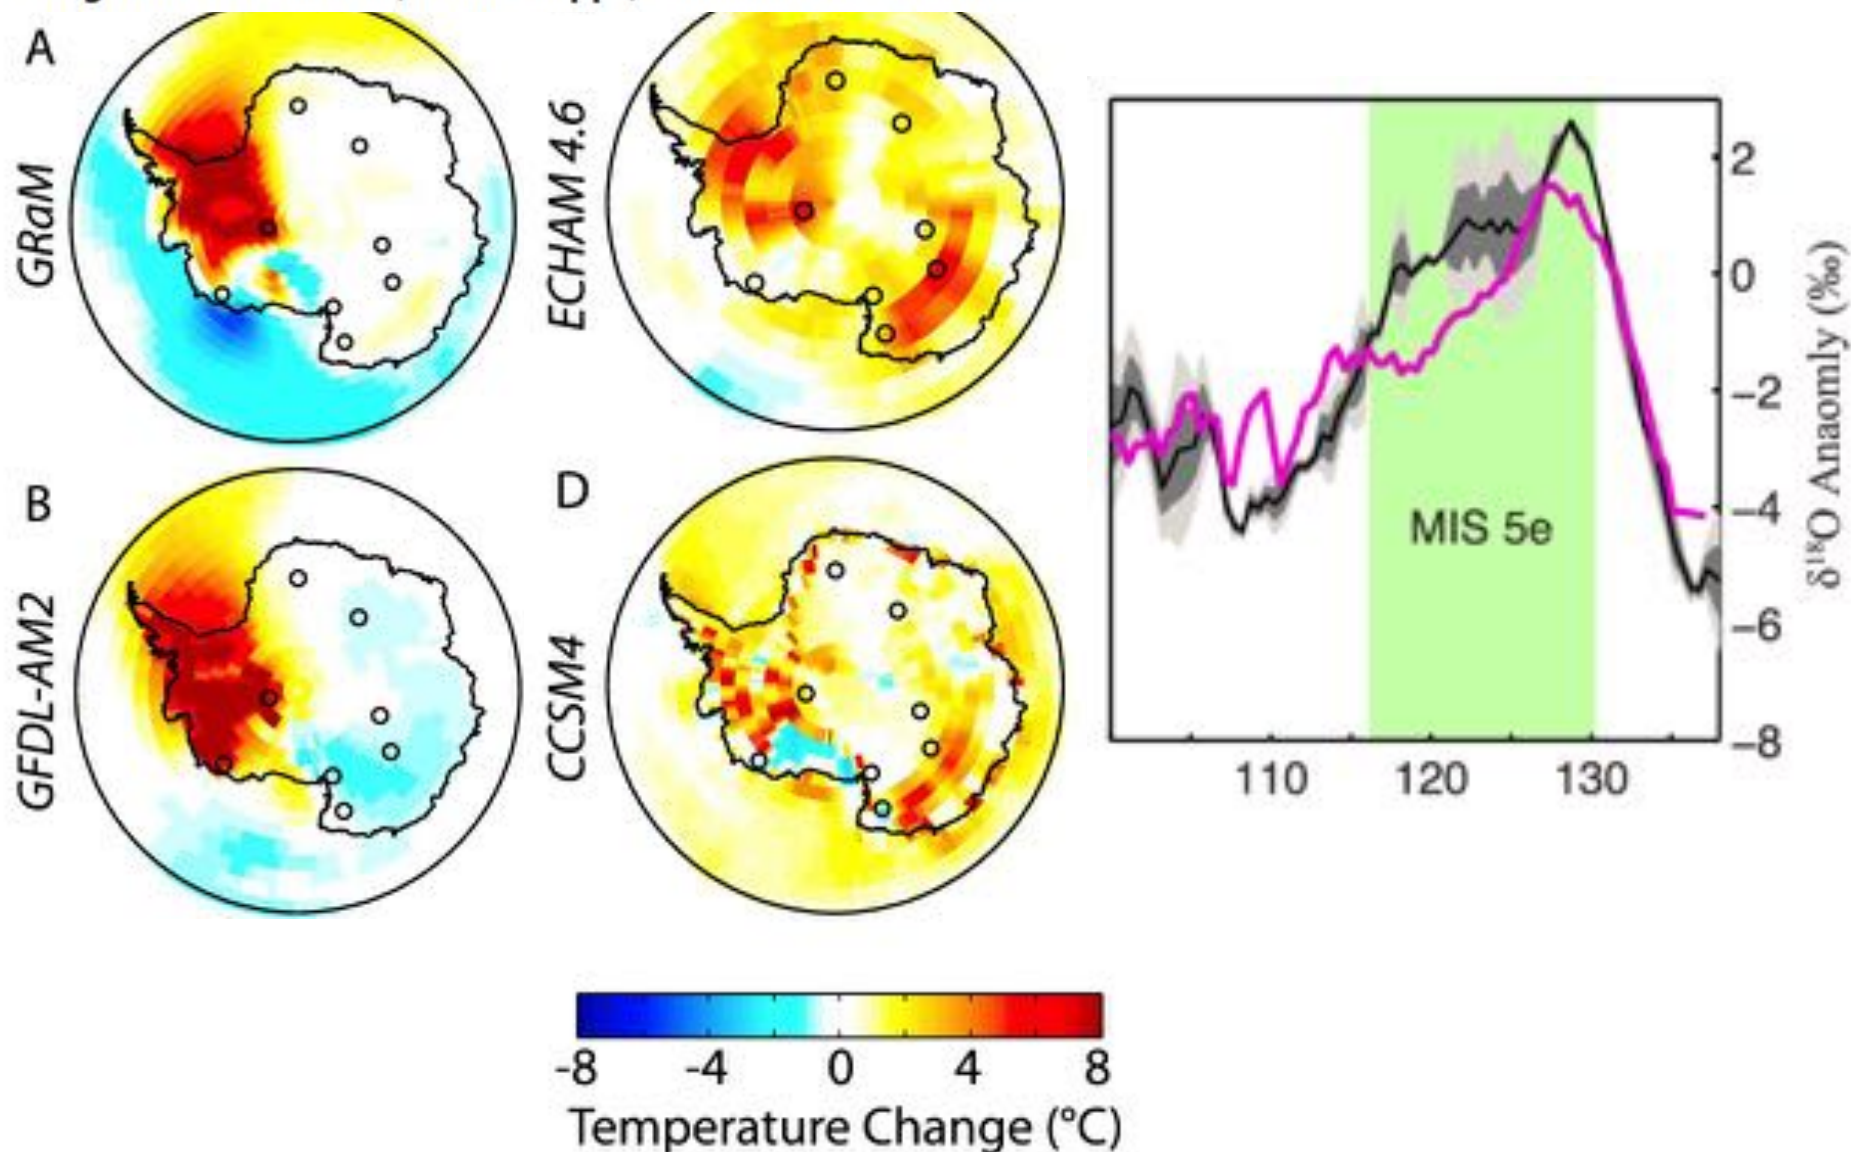 A
GRaM
ECHAM 4.6
B
GFDL-AM2
D
CCSM4
-8 -4 0 4 8
Temperature Change (°C)
2
0
−2
−4
−6
−8
δ¹⁸O Anaomly (‰)
MIS 5e
110 120 130